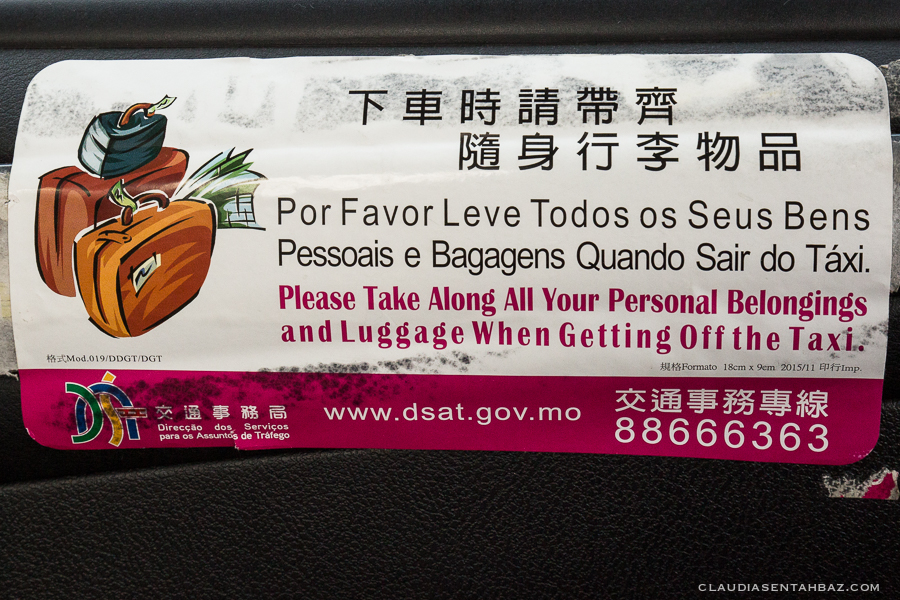 下車時請帶齊
隨身行李物品
Por Favor Leve Todos os Seus Bens
Pessoais e Bagagens Quando Sair do Táxi.
Please Take Along All Your Personal Belongings
and Luggage When Getting Off the Taxi.
格式Mod.019/DDGT/DGT
規格Formato 18cm x 9cm 2015/11 印行Imp.
交通事務局
Direcção dos Serviços
para os Assuntos de Tráfego
www.dsat.gov.mo
交通事務專線
88666363
CLAUDIASENTAHBAZ.COM